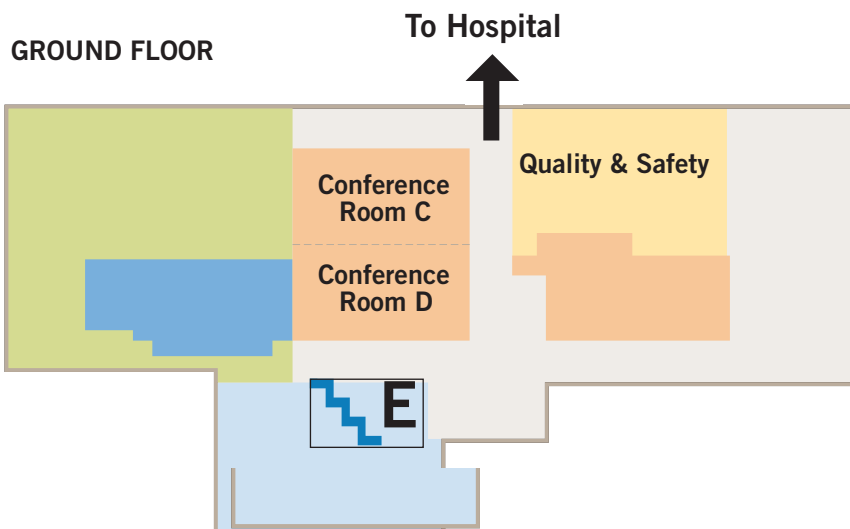 To Hospital
GROUND FLOOR
Quality & Safety
Conference
Room C
Conference
Room D
E